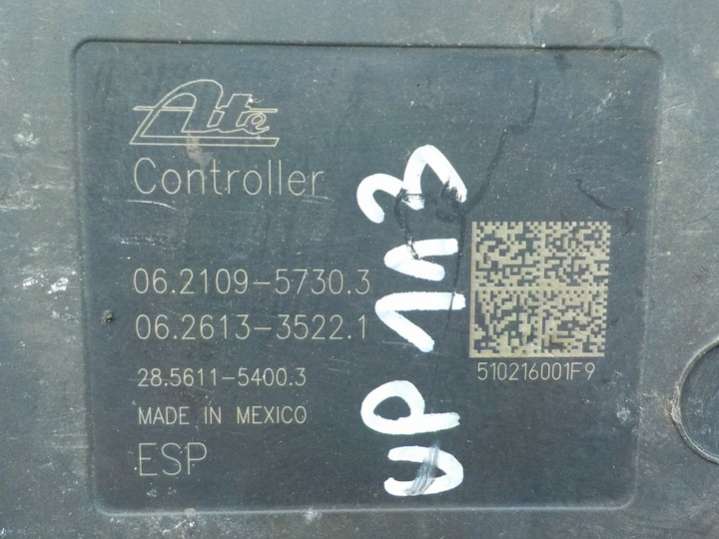 Ate
Controller
06.2109-5730.3
06.2613-3522.1
28.5611-5400.3
MADE IN MEXICO
ESP
510216001F9
UP 113